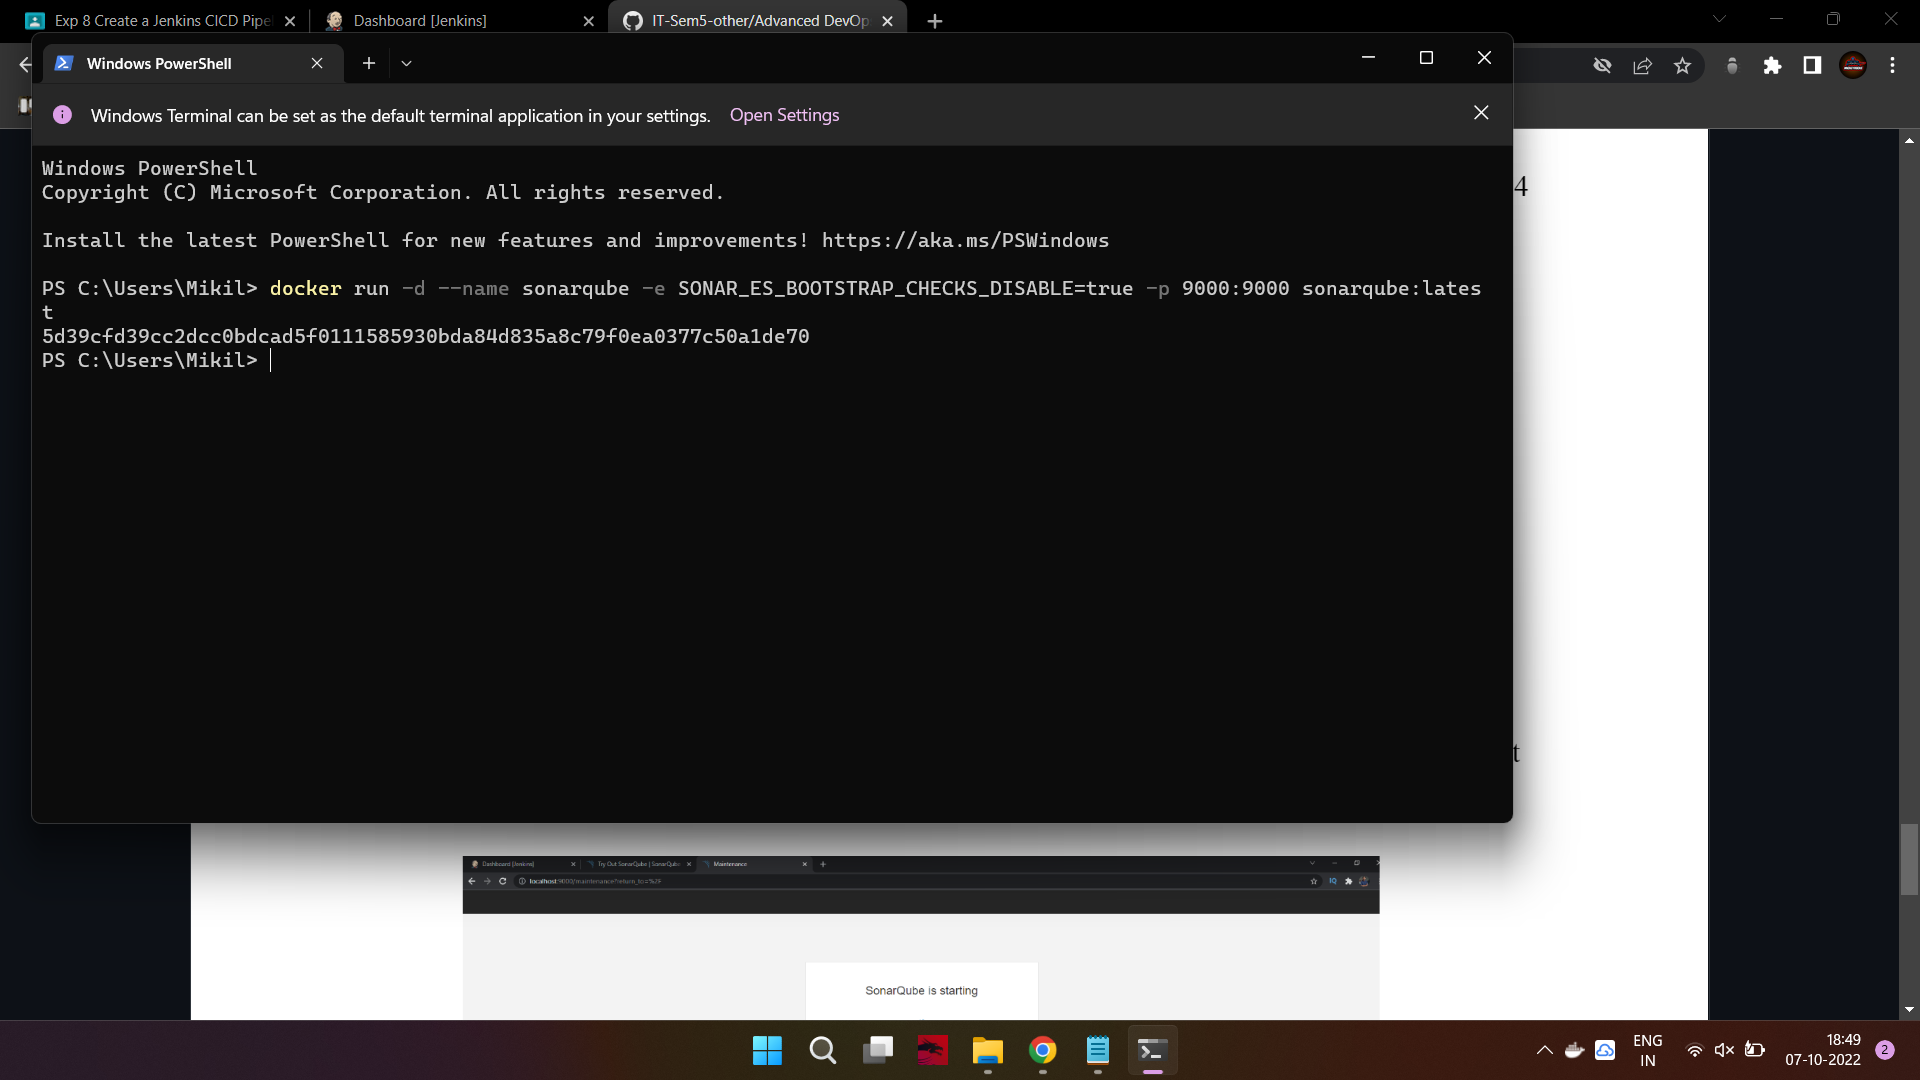 Exp 8 Create a Jenkins CICD Pipe
Dashboard [Jenkins]
IT-Sem5-other/Advanced DevOp
Windows PowerShell
Windows Terminal can be set as the default terminal application in your settings. Open Settings
Windows PowerShell
Copyright (C) Microsoft Corporation. All rights reserved.
Install the latest PowerShell for new features and improvements! https://aka.ms/PSWindows
PS C:\Users\Mikil> docker run -d --name sonarqube -e SONAR_ES_BOOTSTRAP_CHECKS_DISABLE=true -p 9000:9000 sonarqube:lates
t
5d39cfd39cc2dcc0bdcad5f0111585930bda84d835a8c79f0ea0377c50a1de70
PS C:\Users\Mikil>
4
t
Dashboard [Jenkins]
Try Out SonarQube | SonarQube
Maintenance
localhost:9000/maintenance?return_to=%2F
SonarQube is starting
ENG
IN
18:49
07-10-2022
2